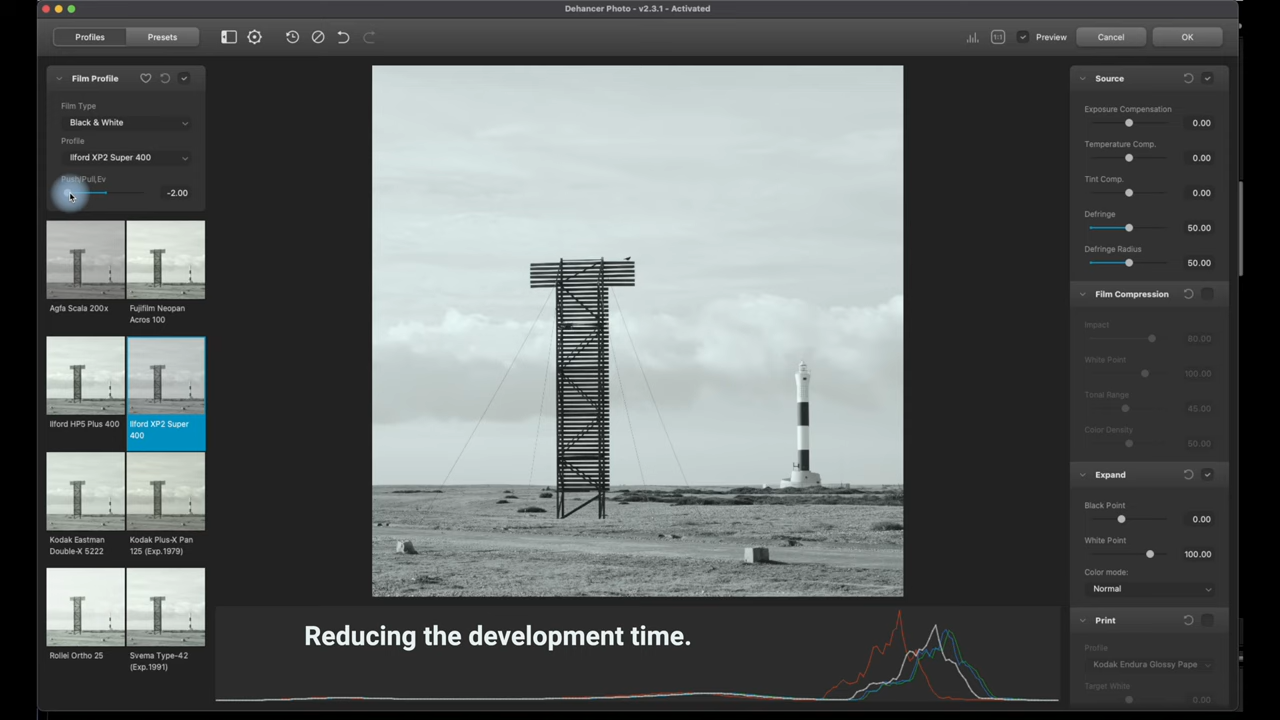 Dehancer Photo - v2.3.1 - Activated
Profiles
Presets
1:1
Preview
Cancel
OK
Film Profile
Film Type
Black & White
Profile
Ilford XP2 Super 400
Push/Pull,Ev
-2.00
Agfa Scala 200x
Fujifilm Neopan
Acros 100
Ilford HP5 Plus 400
Ilford XP2 Super
400
Kodak Eastman
Double-X 5222
Kodak Plus-X Pan
125 (Exp.1979)
Rollei Ortho 25
Svema Type-42
(Exp.1991)
Reducing the development time.
Source
Exposure Compensation
0.00
Temperature Comp.
0.00
Tint Comp.
0.00
Defringe
50.00
Defringe Radius
50.00
Film Compression
Impact
80.00
White Point
100.00
Tonal Range
45.00
Color Density
50.00
Expand
Black Point
0.00
White Point
100.00
Color mode:
Normal
Print
Profile
Kodak Endura Glossy Pape
Target White
0.00